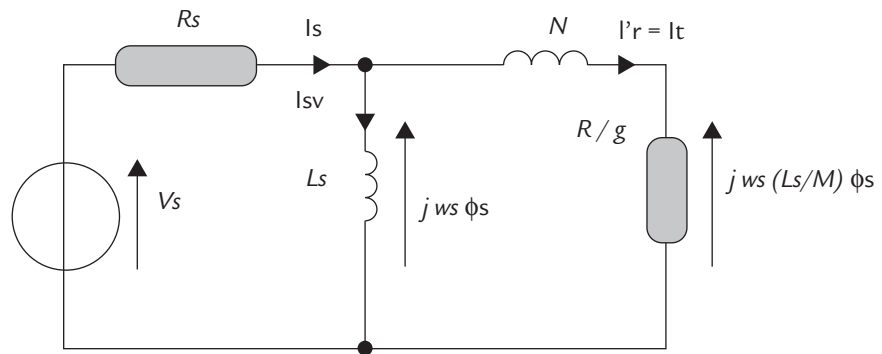 Rs
Is
N
I'r = It
Isv
R / g
Vs
Ls
j ws ϕs
j ws (Ls/M) ϕs